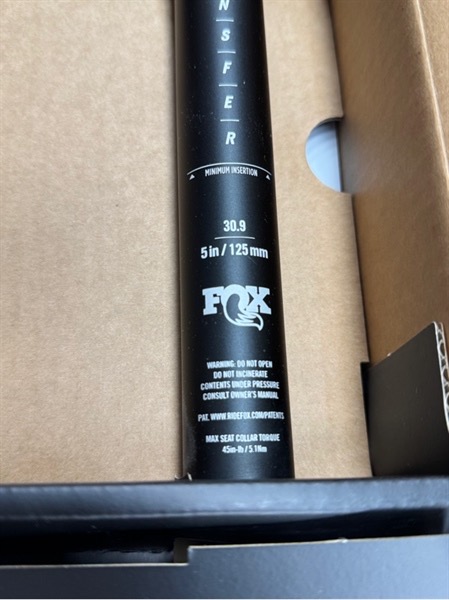 NSFER
MINIMUM INSERTION
30.9
5in / 125mm
FOX
WARNING: DO NOT OPEN
DO NOT INCINERATE
CONTENTS UNDER PRESSURE
CONSULT OWNER'S MANUAL
PAT. WWW.RIDEFOX.COM/PATENTS
MAX SEAT COLLAR TORQUE
45in-lb / 5.1Nm